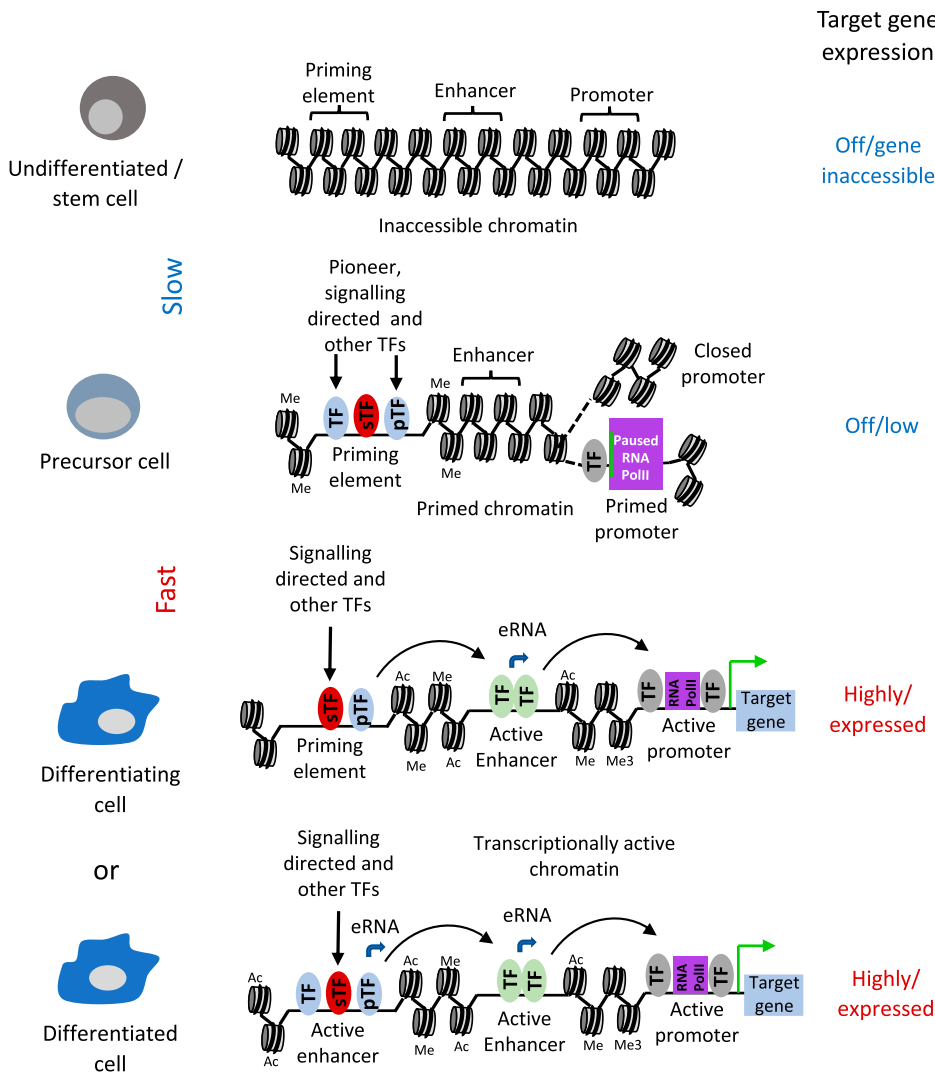 Target gene
expression
Priming
element
Enhancer
Promoter
Undifferentiated /
stem cell
Off/gene
inaccessible
Inaccessible chromatin
Slow
Pioneer,
signalling
directed and
other TFs
Enhancer
Closed
promoter
Me
Me
TF
sTF
pTF
Me
Me
Priming
element
TF
Paused
RNA
PolII
Precursor cell
Off/low
Primed chromatin
Primed
promoter
Fast
Signalling
directed and
other TFs
eRNA
Ac
Me
Ac
sTF
pTF
TF
TF
TF
RNA
PolII
TF
Target
gene
Highly/
expressed
Priming
element
Me
Ac
Active
Enhancer
Me
Me3
Active
promoter
Differentiating
cell
or
Signalling
directed and
other TFs
Transcriptionally active
chromatin
eRNA
eRNA
Ac
Ac
Me
Ac
TF
sTF
pTF
TF
TF
TF
RNA
PolII
TF
Target
gene
Highly/
expressed
Ac
Active
enhancer
Me
Ac
Active
Enhancer
Me
Me3
Active
promoter
Differentiated
cell